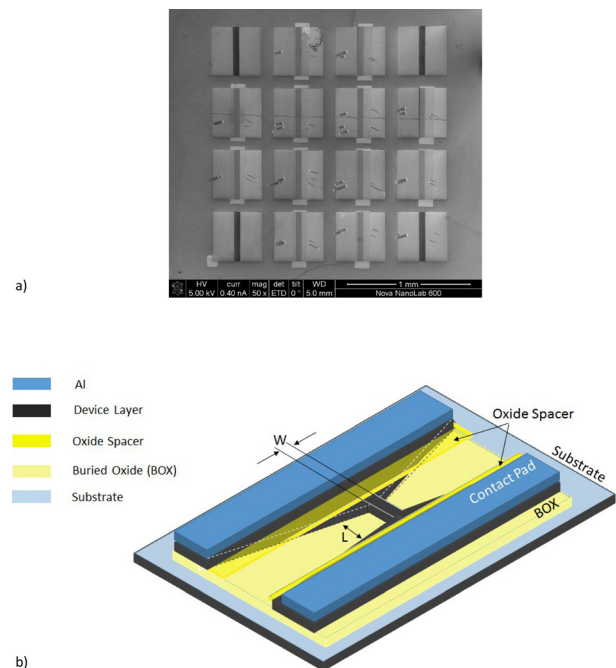 HV curr mag det tilt WD
5.00 kV 0.40 nA 50 x ETD 0 ° 5.0 mm
1 mm
Nova NanoLab 600
a)
Al
Device Layer
Oxide Spacer
Buried Oxide (BOX)
Substrate
W
Oxide Spacer
Substrate
Contact Pad
BOX
L
b)